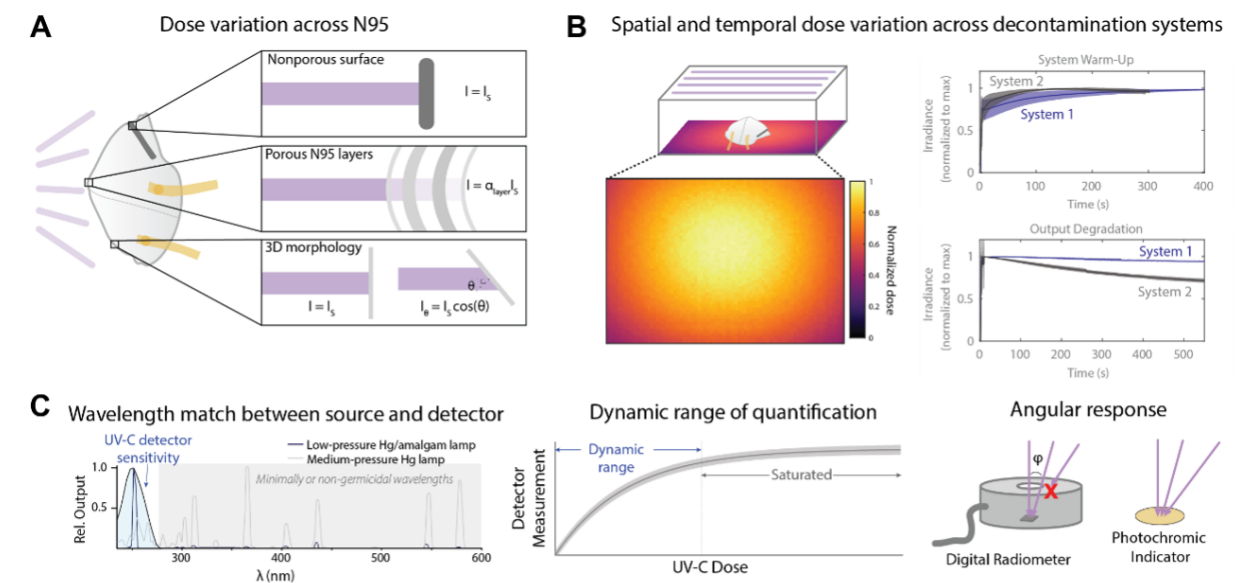 A
Dose variation across N95
Nonporous surface
I = Iₛ
Porous N95 layers
I = α_layer Iₛ
3D morphology
θ
I = Iₛ
I_θ = Iₛ cos(θ)
B
Spatial and temporal dose variation across decontamination systems
1
0.8
0.6
0.4
0.2
0
Normalized dose
System Warm-Up
Irradiance
(normalized to max)
1
0.5
0
System 2
System 1
0
100
200
300
400
Time (s)
Output Degradation
Irradiance
(normalized to max)
1
0.5
0
System 1
System 2
0
100
200
300
400
500
Time (s)
C
Wavelength match between source and detector
UV-C detector
sensitivity
Low-pressure Hg/amalgam lamp
Medium-pressure Hg lamp
Minimally or non-germicidal wavelengths
Rel. Output
1.0
0.5
300
400
500
600
λ (nm)
Dynamic range of quantification
Detector
Measurement
Dynamic
range
Saturated
UV-C Dose
Angular response
φ
X
Digital Radiometer
Photochromic
Indicator